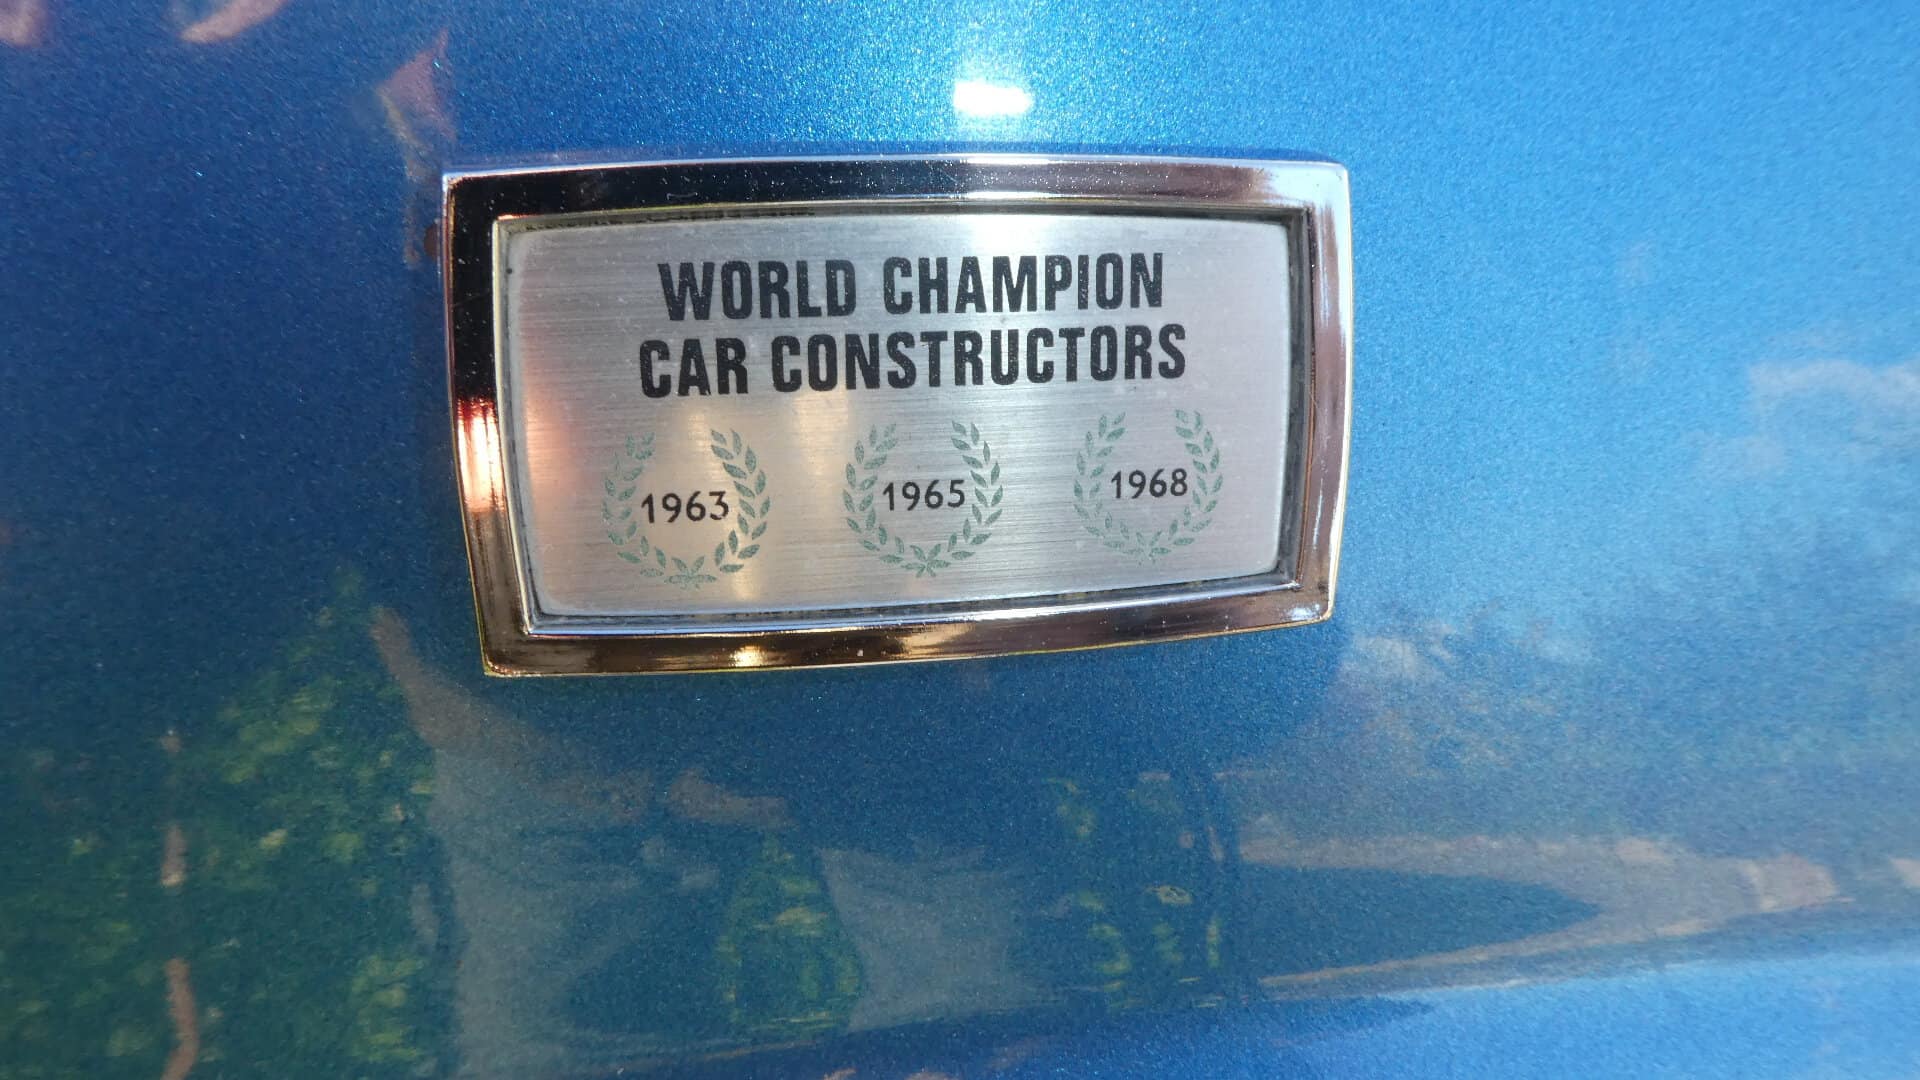 WORLD CHAMPION
CAR CONSTRUCTORS
1963 1965 1968